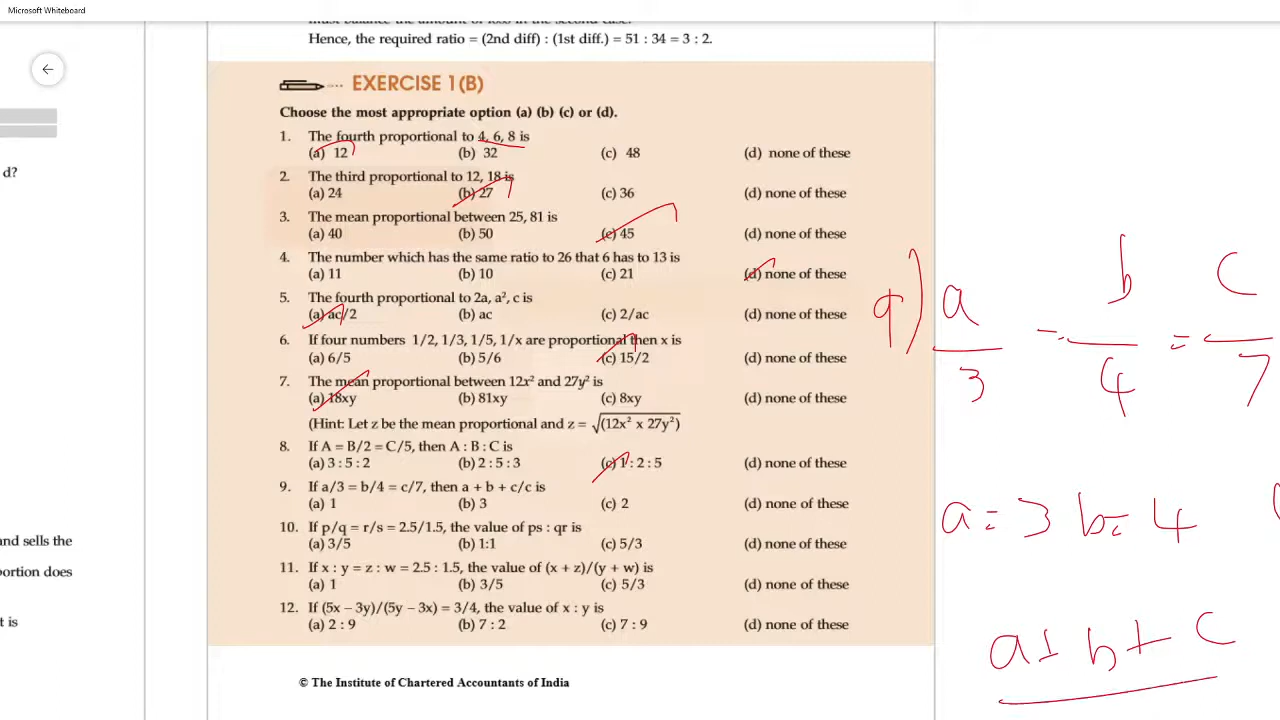 Microsoft Whiteboard
must balance the amount of loss in the second case.
Hence, the required ratio = (2nd diff) : (1st diff.) = 51 : 34 = 3 : 2.
EXERCISE 1(B)
Choose the most appropriate option (a) (b) (c) or (d).
1. The fourth proportional to 4, 6, 8 is
(a) 12 (b) 32 (c) 48 (d) none of these
2. The third proportional to 12, 18 is
(a) 24 (b) 27 (c) 36 (d) none of these
3. The mean proportional between 25, 81 is
(a) 40 (b) 50 (c) 45 (d) none of these
4. The number which has the same ratio to 26 that 6 has to 13 is
(a) 11 (b) 10 (c) 21 (d) none of these
5. The fourth proportional to 2a, a², c is
(a) ac/2 (b) ac (c) 2/ac (d) none of these
6. If four numbers 1/2, 1/3, 1/5, 1/x are proportional then x is
(a) 6/5 (b) 5/6 (c) 15/2 (d) none of these
7. The mean proportional between 12x² and 27y² is
(a) 18xy (b) 81xy (c) 8xy (d) none of these
(Hint: Let z be the mean proportional and z = √(12x² x 27y²)
8. If A = B/2 = C/5, then A : B : C is
(a) 3 : 5 : 2 (b) 2 : 5 : 3 (c) 1 : 2 : 5 (d) none of these
9. If a/3 = b/4 = c/7, then a + b + c/c is
(a) 1 (b) 3 (c) 2 (d) none of these
10. If p/q = r/s = 2.5/1.5, the value of ps : qr is
(a) 3/5 (b) 1:1 (c) 5/3 (d) none of these
11. If x : y = z : w = 2.5 : 1.5, the value of (x + z)/(y + w) is
(a) 1 (b) 3/5 (c) 5/3 (d) none of these
12. If (5x – 3y)/(5y – 3x) = 3/4, the value of x : y is
(a) 2 : 9 (b) 7 : 2 (c) 7 : 9 (d) none of these
© The Institute of Chartered Accountants of India
d?
and sells the
ortion does
t is
9) a/3 = b/4 = c/7
a = 3 b = 4
a + b + c